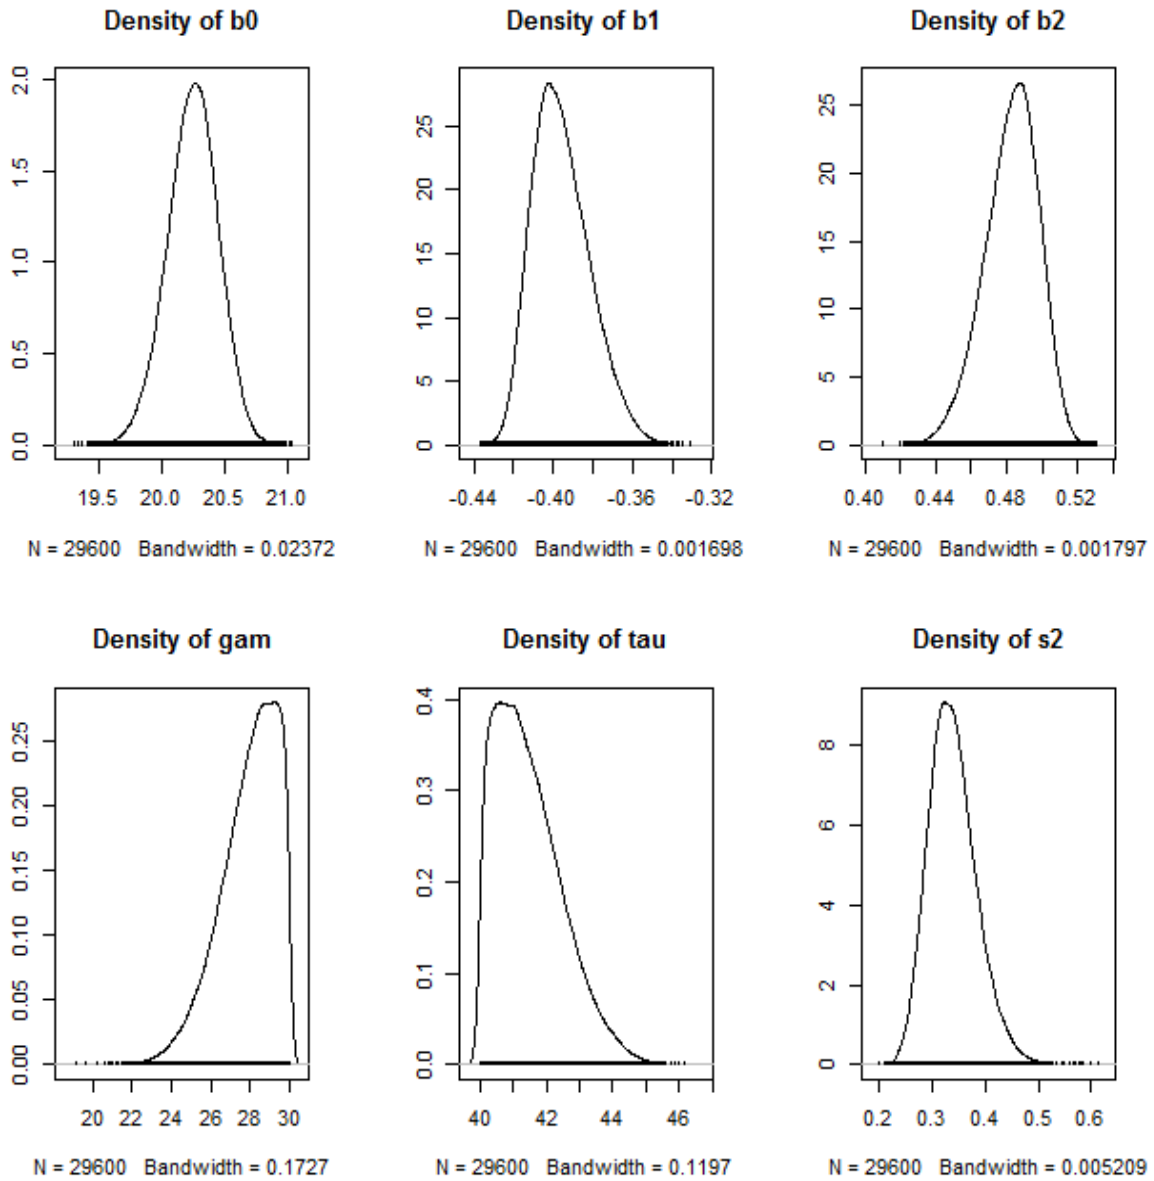 Density of b0
2.0
1.5
1.0
0.5
0.0
19.5 20.0 20.5 21.0
N = 29600 Bandwidth = 0.02372
Density of b1
25
20
15
10
5
0
-0.44 -0.40 -0.36 -0.32
N = 29600 Bandwidth = 0.001698
Density of b2
25
20
15
10
5
0
0.40 0.44 0.48 0.52
N = 29600 Bandwidth = 0.001797
Density of gam
0.25
0.20
0.15
0.10
0.05
0.00
20 22 24 26 28 30
N = 29600 Bandwidth = 0.1727
Density of tau
0.4
0.3
0.2
0.1
0.0
40 42 44 46
N = 29600 Bandwidth = 0.1197
Density of s2
8
6
4
2
0
0.2 0.3 0.4 0.5 0.6
N = 29600 Bandwidth = 0.005209